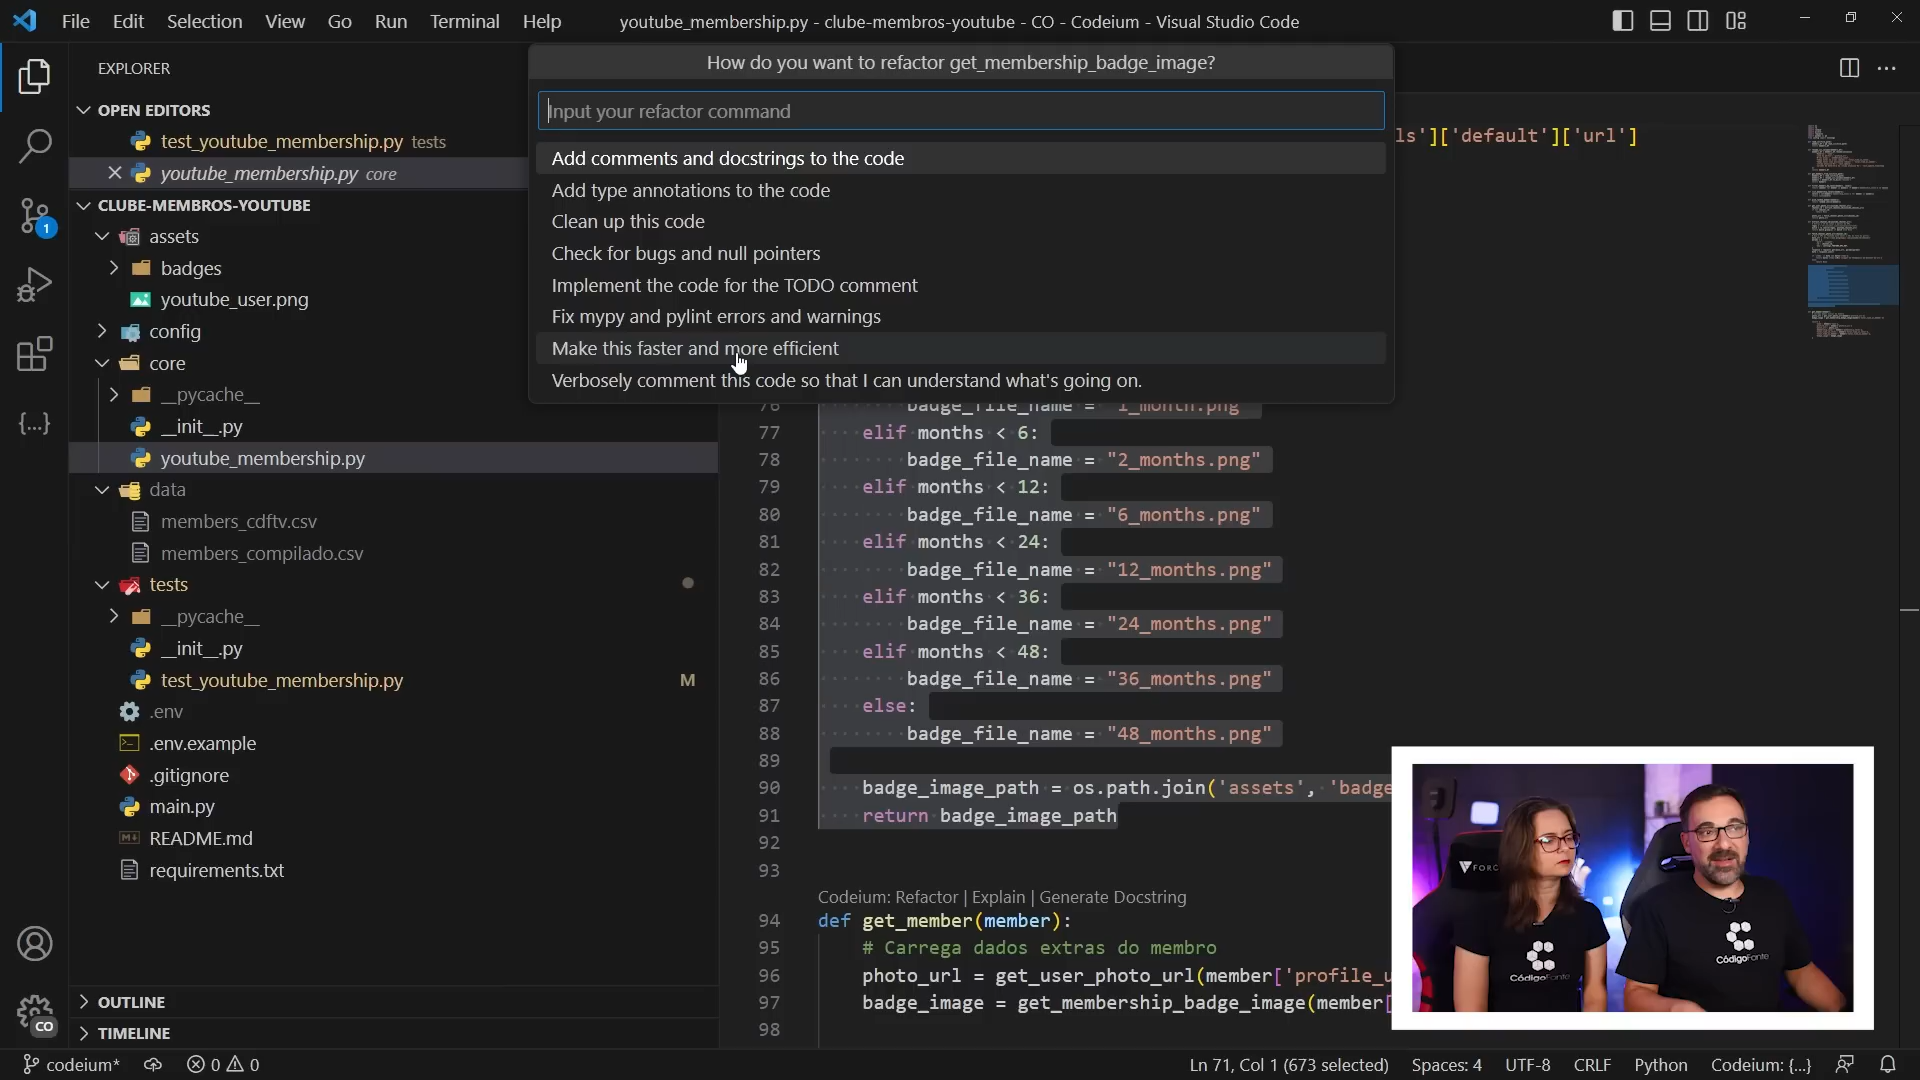 File Edit Selection View Go Run Terminal Help
youtube_membership.py - clube-membros-youtube - CO - Codeium - Visual Studio Code
EXPLORER
OPEN EDITORS
test_youtube_membership.py tests
youtube_membership.py core
CLUBE-MEMBROS-YOUTUBE
assets
badges
youtube_user.png
config
core
__pycache__
__init__.py
youtube_membership.py
data
members_cdftv.csv
members_compilado.csv
tests
__pycache__
__init__.py
test_youtube_membership.py M
.env
.env.example
.gitignore
main.py
README.md
requirements.txt
OUTLINE
TIMELINE
1
CO
How do you want to refactor get_membership_badge_image?
Input your refactor command
Add comments and docstrings to the code
Add type annotations to the code
Clean up this code
Check for bugs and null pointers
Implement the code for the TODO comment
Fix mypy and pylint errors and warnings
Make this faster and more efficient
Verbosely comment this code so that I can understand what's going on.
ls']['default']['url']
76 badge_file_name = "1_month.png"
77 elif months < 6:
78 badge_file_name = "2_months.png"
79 elif months < 12:
80 badge_file_name = "6_months.png"
81 elif months < 24:
82 badge_file_name = "12_months.png"
83 elif months < 36:
84 badge_file_name = "24_months.png"
85 elif months < 48:
86 badge_file_name = "36_months.png"
87 else:
88 badge_file_name = "48_months.png"
89
90 badge_image_path = os.path.join('assets', 'badge
91 return badge_image_path
92
93
Codeium: Refactor | Explain | Generate Docstring
94 def get_member(member):
95 # Carrega dados extras do membro
96 photo_url = get_user_photo_url(member['profile_u
97 badge_image = get_membership_badge_image(member[
98
FORC
CódigoFonte
CódigoFonte
codeium* 0 0
Ln 71, Col 1 (673 selected) Spaces: 4 UTF-8 CRLF Python Codeium: {...}